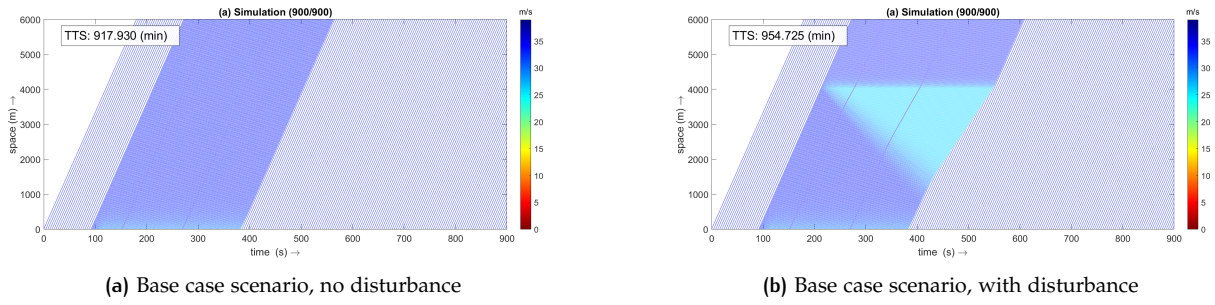 (a) Simulation (900/900)
m/s
TTS: 917.930 (min)
6000
5000
4000
3000
2000
1000
0
space (m) →
0 100 200 300 400 500 600 700 800 900
time (s) →
35
30
25
20
15
10
5
0
(a) Base case scenario, no disturbance
(a) Simulation (900/900)
m/s
TTS: 954.725 (min)
6000
5000
4000
3000
2000
1000
0
space (m) →
0 100 200 300 400 500 600 700 800 900
time (s) →
35
30
25
20
15
10
5
0
(b) Base case scenario, with disturbance